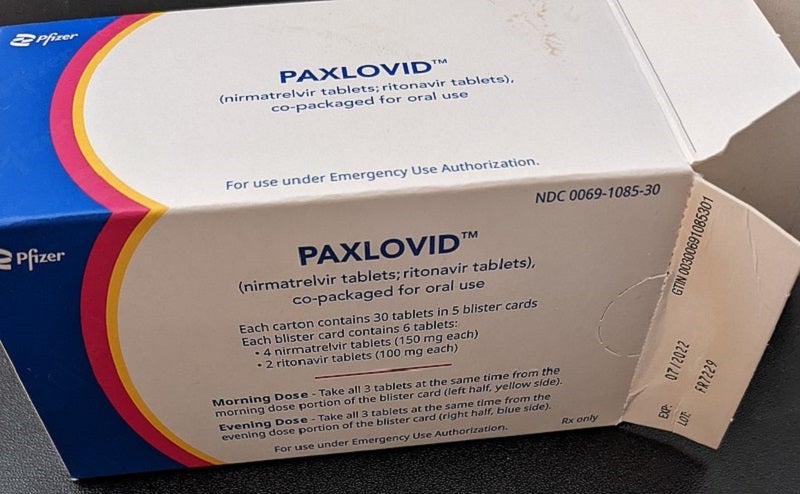 Pfizer
PAXLOVID™
(nirmatrelvir tablets; ritonavir tablets),
co-packaged for oral use
For use under Emergency Use Authorization.
NDC 0069-1085-30
Pfizer
PAXLOVID™
(nirmatrelvir tablets; ritonavir tablets),
co-packaged for oral use
Each carton contains 30 tablets in 5 blister cards
Each blister card contains 6 tablets:
• 4 nirmatrelvir tablets (150 mg each)
• 2 ritonavir tablets (100 mg each)
Morning Dose - Take all 3 tablets at the same time from the
morning dose portion of the blister card (left half, yellow side).
Evening Dose - Take all 3 tablets at the same time from the
evening dose portion of the blister card (right half, blue side).
For use under Emergency Use Authorization.
Rx only
GTIN 00300691085301
EXP: 07/2022
LOT: FR7229